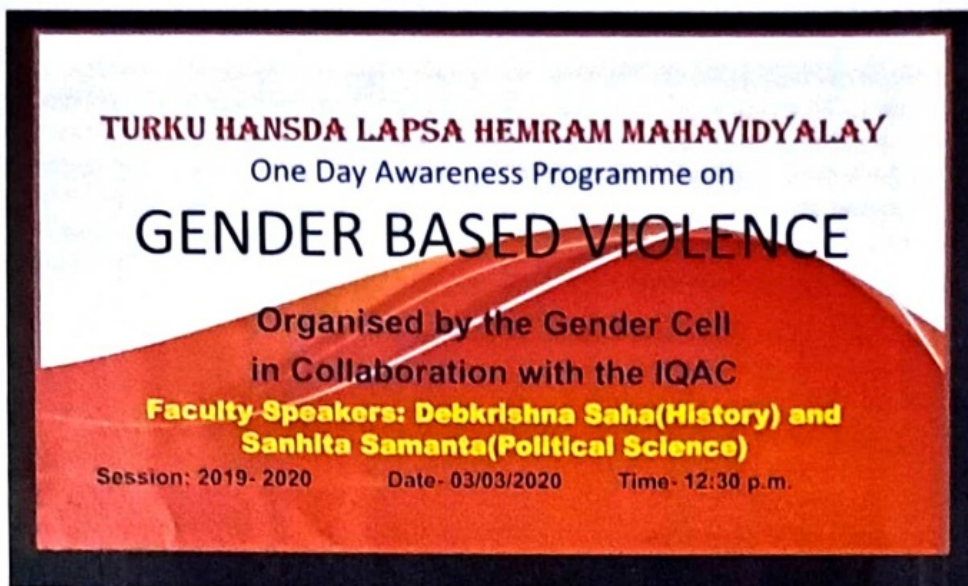 TURKU HANSDA LAPSA HEMRAM MAHAVIDYALAY
One Day Awareness Programme on
GENDER BASED VIOLENCE
Organised by the Gender Cell
in Collaboration with the IQAC
Faculty Speakers: Debkrishna Saha(History) and
Sanhita Samanta(Political Science)
Session: 2019- 2020 Date- 03/03/2020 Time- 12:30 p.m.